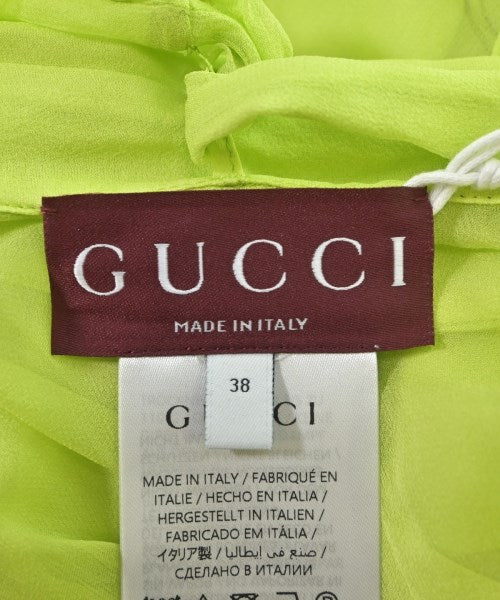 GUCCI
MADE IN ITALY
38
GUCCI
MADE IN ITALY / FABRIQUÉ EN
ITALIE / HECHO EN ITALIA /
HERGESTELLT IN ITALIEN /
FABRICADO EM ITÁLIA /
イタリア製 / صنع في إيطاليا /
СДЕЛАНО В ИТАЛИИ